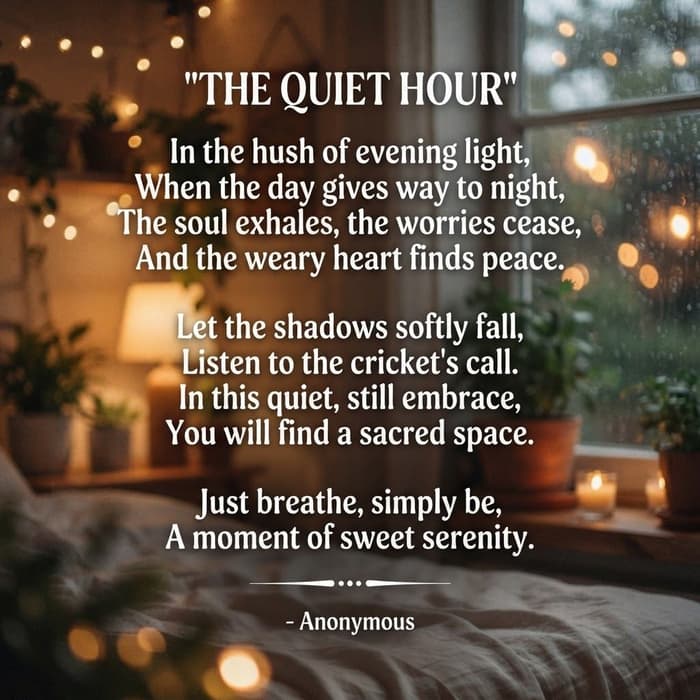 "THE QUIET HOUR"
In the hush of evening light,
When the day gives way to night,
The soul exhales, the worries cease,
And the weary heart finds peace.
Let the shadows softly fall,
Listen to the cricket's call.
In this quiet, still embrace,
You will find a sacred space.
Just breathe, simply be,
A moment of sweet serenity.
- Anonymous